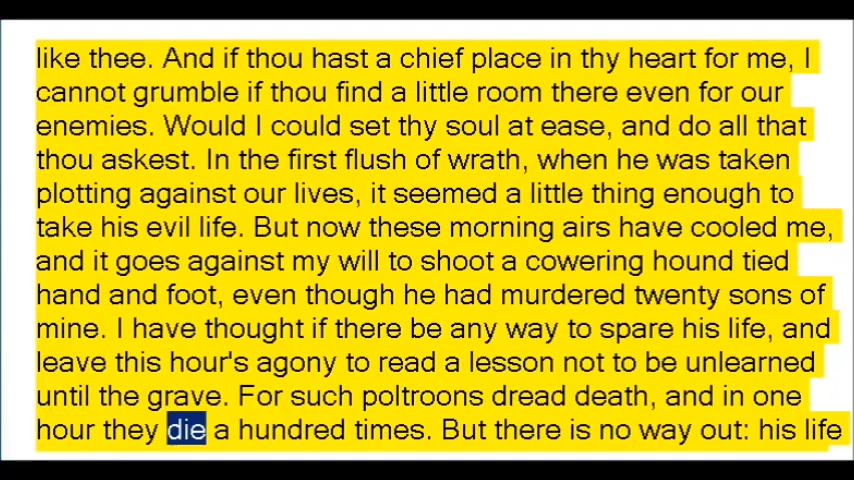 like thee. And if thou hast a chief place in thy heart for me, I
cannot grumble if thou find a little room there even for our
enemies. Would I could set thy soul at ease, and do all that
thou askest. In the first flush of wrath, when he was taken
plotting against our lives, it seemed a little thing enough to
take his evil life. But now these morning airs have cooled me,
and it goes against my will to shoot a cowering hound tied
hand and foot, even though he had murdered twenty sons of
mine. I have thought if there be any way to spare his life, and
leave this hour's agony to read a lesson not to be unlearned
until the grave. For such poltroons dread death, and in one
hour they die a hundred times. But there is no way out: his life